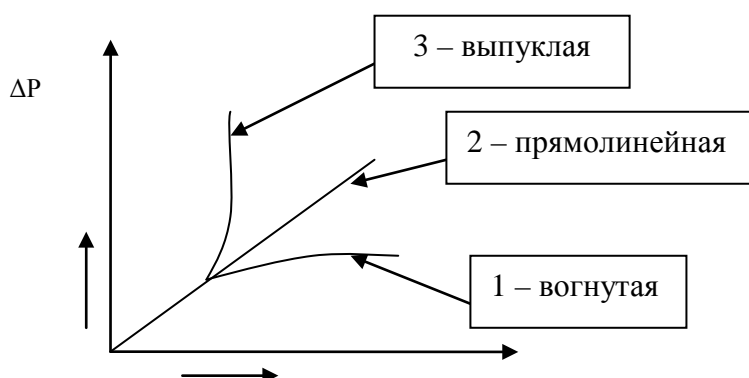 3 – выпуклая
ΔP
2 – прямолинейная
1 – вогнутая